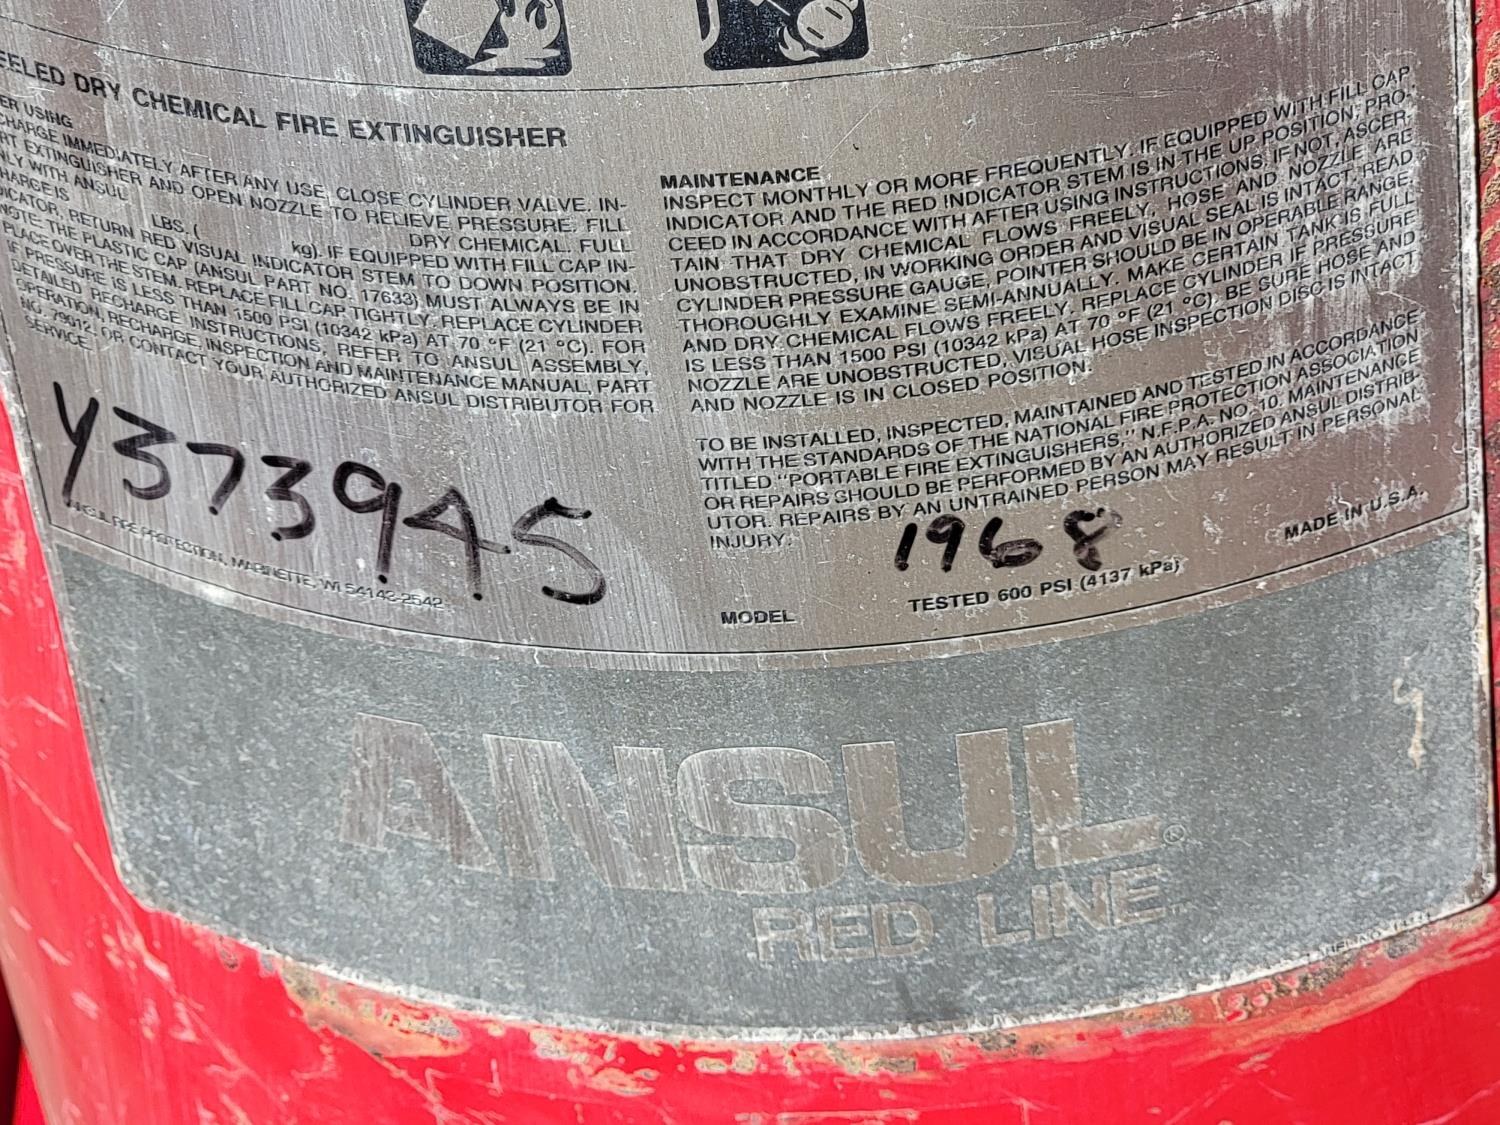 EELED DRY CHEMICAL FIRE EXTINGUISHER
ER USING
CHARGE IMMEDIATELY AFTER ANY USE. CLOSE CYLINDER VALVE. IN-
RT EXTINGUISHER AND OPEN NOZZLE TO RELIEVE PRESSURE. FILL
NLY WITH ANSUL DRY CHEMICAL. FULL
HARGE IS LBS. ( kg). IF EQUIPPED WITH FILL CAP IN-
ICATOR, RETURN RED VISUAL INDICATOR STEM TO DOWN POSITION.
NOTE: THE PLASTIC CAP (ANSUL PART NO. 17633) MUST ALWAYS BE IN
PLACE OVER THE STEM. REPLACE FILL CAP TIGHTLY. REPLACE CYLINDER
IF PRESSURE IS LESS THAN 1500 PSI (10342 kPa) AT 70 °F (21 °C). FOR
DETAILED RECHARGE INSTRUCTIONS, REFER TO ANSUL ASSEMBLY,
OPERATION, RECHARGE, INSPECTION AND MAINTENANCE MANUAL, PART
NO. 79012, OR CONTACT YOUR AUTHORIZED ANSUL DISTRIBUTOR FOR
SERVICE.
Y373945
ANSUL FIRE PROTECTION, MARINETTE, WI 54143-2542
MAINTENANCE
INSPECT MONTHLY OR MORE FREQUENTLY. IF EQUIPPED WITH FILL CAP
INDICATOR AND THE RED INDICATOR STEM IS IN THE UP POSITION, PRO-
CEED IN ACCORDANCE WITH AFTER USING INSTRUCTIONS. IF NOT, ASCER-
TAIN THAT DRY CHEMICAL FLOWS FREELY, HOSE AND NOZZLE ARE
UNOBSTRUCTED, IN WORKING ORDER AND VISUAL SEAL IS INTACT. READ
CYLINDER PRESSURE GAUGE, POINTER SHOULD BE IN OPERABLE RANGE.
THOROUGHLY EXAMINE SEMI-ANNUALLY. MAKE CERTAIN TANK IS FULL
AND DRY CHEMICAL FLOWS FREELY. REPLACE CYLINDER IF PRESSURE
IS LESS THAN 1500 PSI (10342 kPa) AT 70 °F (21 °C). BE SURE HOSE AND
NOZZLE ARE UNOBSTRUCTED, VISUAL HOSE INSPECTION DISC IS INTACT
AND NOZZLE IS IN CLOSED POSITION.
TO BE INSTALLED, INSPECTED, MAINTAINED AND TESTED IN ACCORDANCE
WITH THE STANDARDS OF THE NATIONAL FIRE PROTECTION ASSOCIATION
TITLED "PORTABLE FIRE EXTINGUISHERS," N.F.P.A. NO. 10. MAINTENANCE
OR REPAIRS SHOULD BE PERFORMED BY AN AUTHORIZED ANSUL DISTRIB-
UTOR. REPAIRS BY AN UNTRAINED PERSON MAY RESULT IN PERSONAL
INJURY.
1968
MADE IN U.S.A.
MODEL TESTED 600 PSI (4137 kPa)
ANSUL®
RED LINE